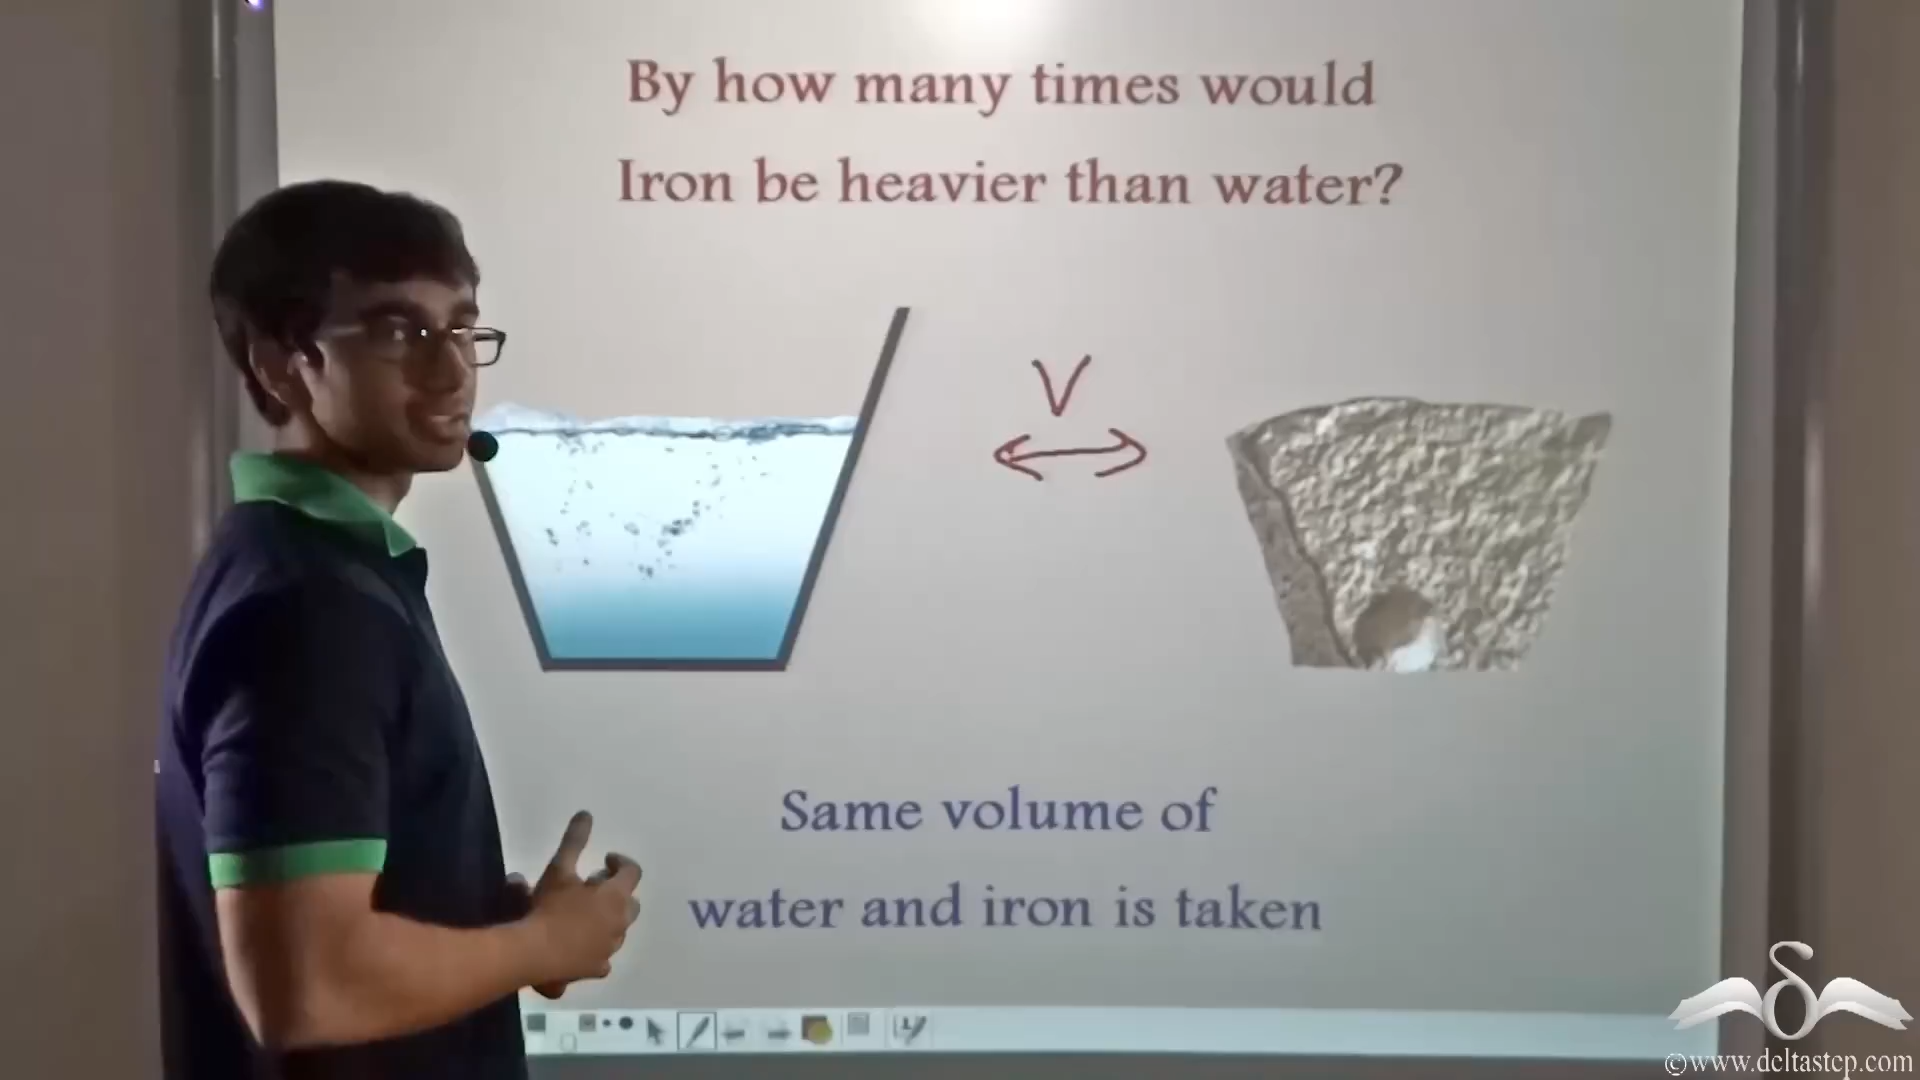 By how many times would
Iron be heavier than water?
V
Same volume of
water and iron is taken
©www.deltastep.com